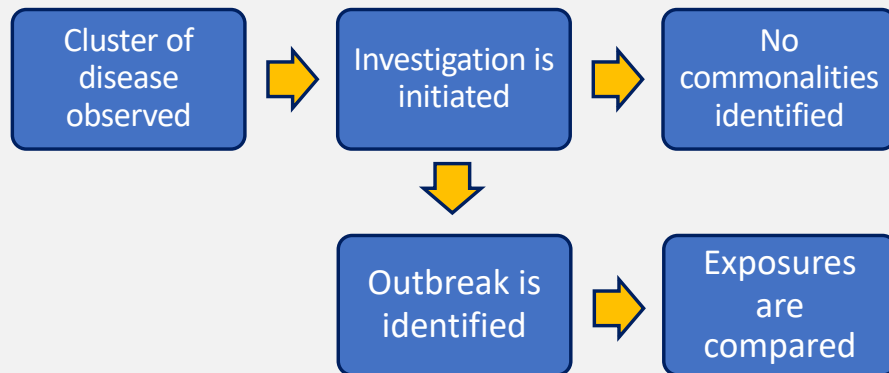 Cluster of
disease
observed
Investigation is
initiated
No
commonalities
identified
Outbreak is
identified
Exposures
are
compared